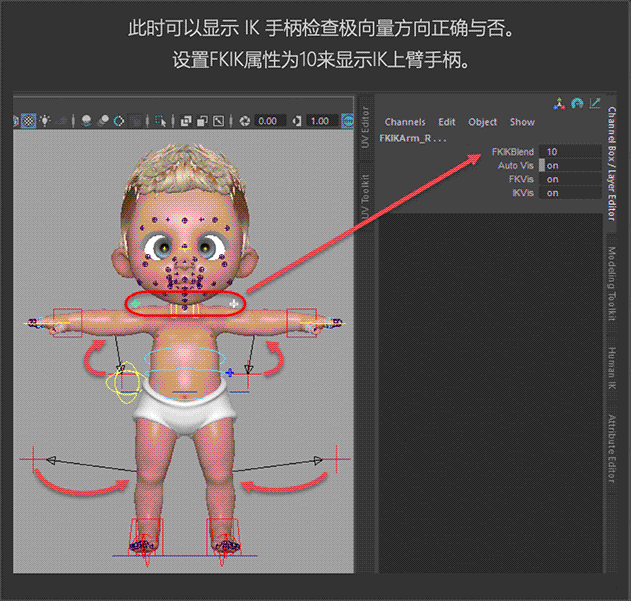 此时可以显示 IK 手柄检查极向量方向正确与否。
设置FKIK属性为10来显示IK上臂手柄。
0.00
1.00
Channels Edit Object Show
FKIKArm_R...
FKIKBlend 10
Auto Vis on
FKVis on
IKVis on
UV Editor
UV Toolkit
Channel Box / Layer Editor
Modeling Toolkit
Human IK
Attribute Editor